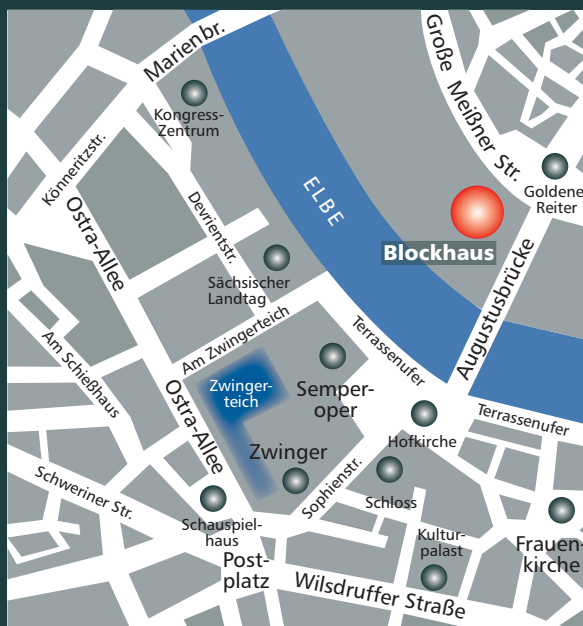 Marienbr.
Große Meißner Str.
Kongress-
Zentrum
Könneritzstr.
Goldene
Reiter
ELBE
Devrientstr.
Ostra-Allee
Blockhaus
Sächsischer
Landtag
Augustusbrücke
Am Zwingerteich
Terrassenufer
Am Schießhaus
Zwinger-
teich
Semper-
oper
Ostra-Allee
Terrassenufer
Hofkirche
Zwinger
Sophienstr.
Schloss
Schweriner Str.
Schauspiel-
haus
Kultur-
palast
Frauen-
kirche
Post-
platz
Wilsdruffer Straße